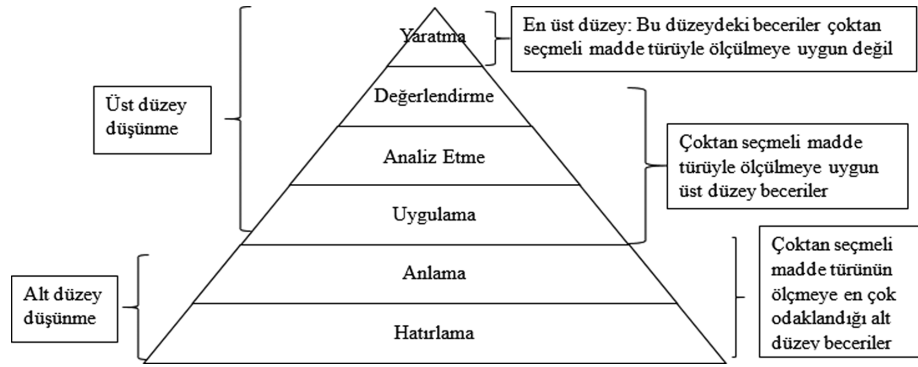 Yaratma
En üst düzey: Bu düzeydeki beceriler çoktan
seçmeli madde türüyle ölçülmeye uygun değil
Üst düzey
düşünme
Değerlendirme
Analiz Etme
Uygulama
Çoktan seçmeli madde
türüyle ölçülmeye uygun
üst düzey beceriler
Alt düzey
düşünme
Anlama
Hatırlama
Çoktan seçmeli
madde türünün
ölçmeye en çok
odaklandığı alt
düzey beceriler